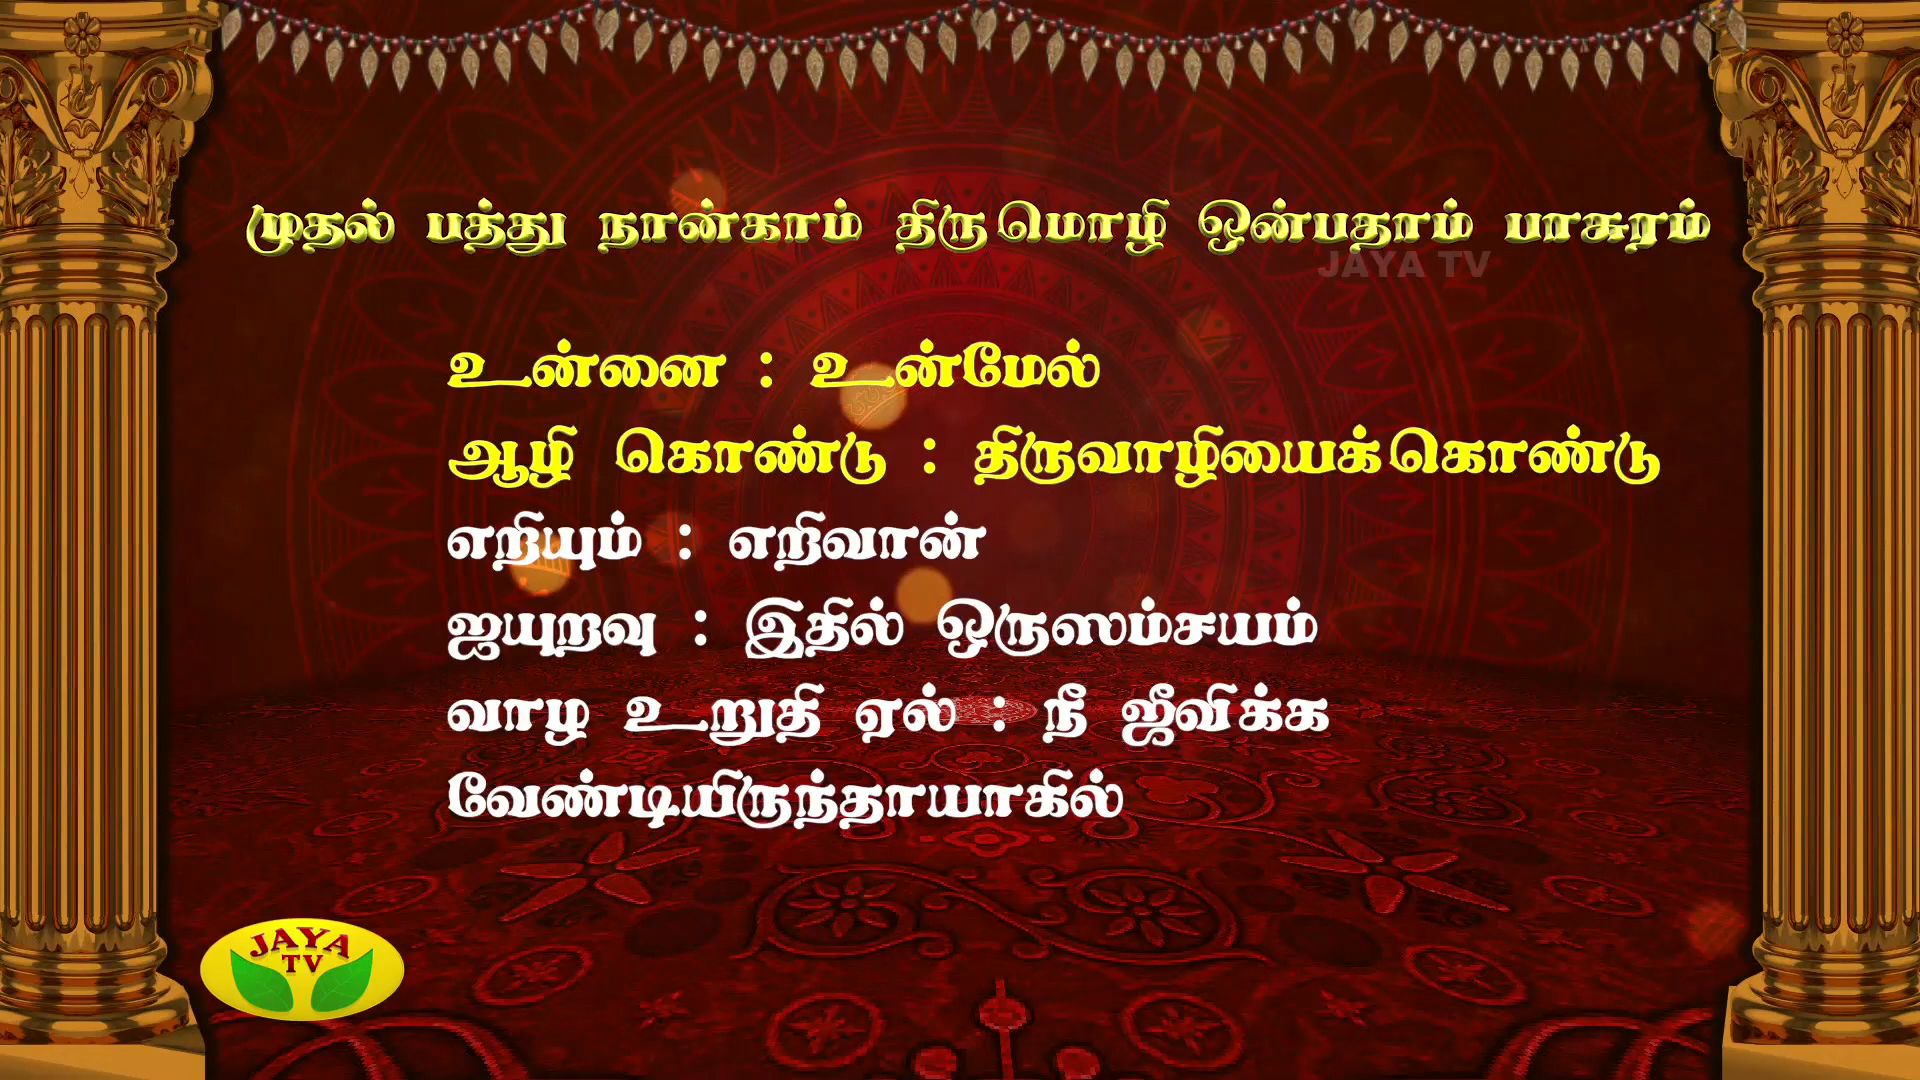 முதல் பத்து நான்காம் திருமொழி ஒன்பதாம் பாசுரம்
JAYA TV
உன்னை : உன்மேல்
ஆழி கொண்டு : திருவாழியைக்கொண்டு
எறியும் : எறிவான்
ஐயுறவு : இதில் ஒருஸம்சயம்
வாழ உறுதி ஏல் : நீ ஜீவிக்க
வேண்டியிருந்தாயாகில்
JAYA
TV